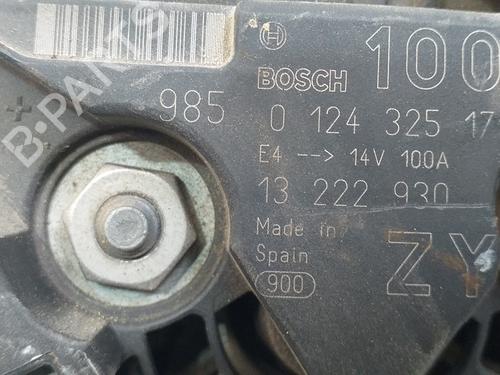 100
BOSCH
985 0 124 325 17
E4 --> 14V 100A
13 222 930
Made in
Spain
900
ZY
B-PARTS